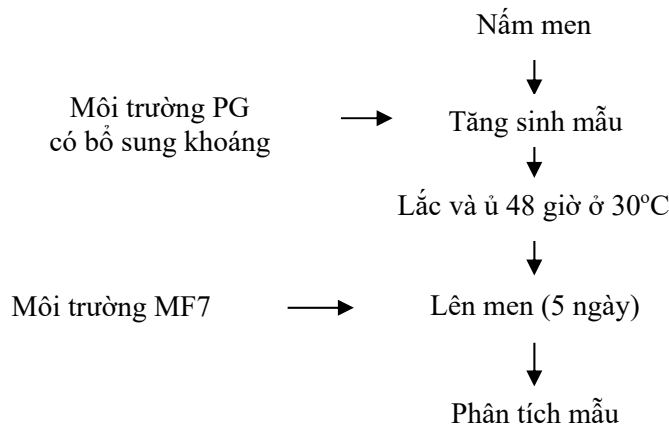 Nấm men
Môi trường PG
có bổ sung khoáng
Tăng sinh mẫu
Lắc và ủ 48 giờ ở 30°C
Môi trường MF7
Lên men (5 ngày)
Phân tích mẫu